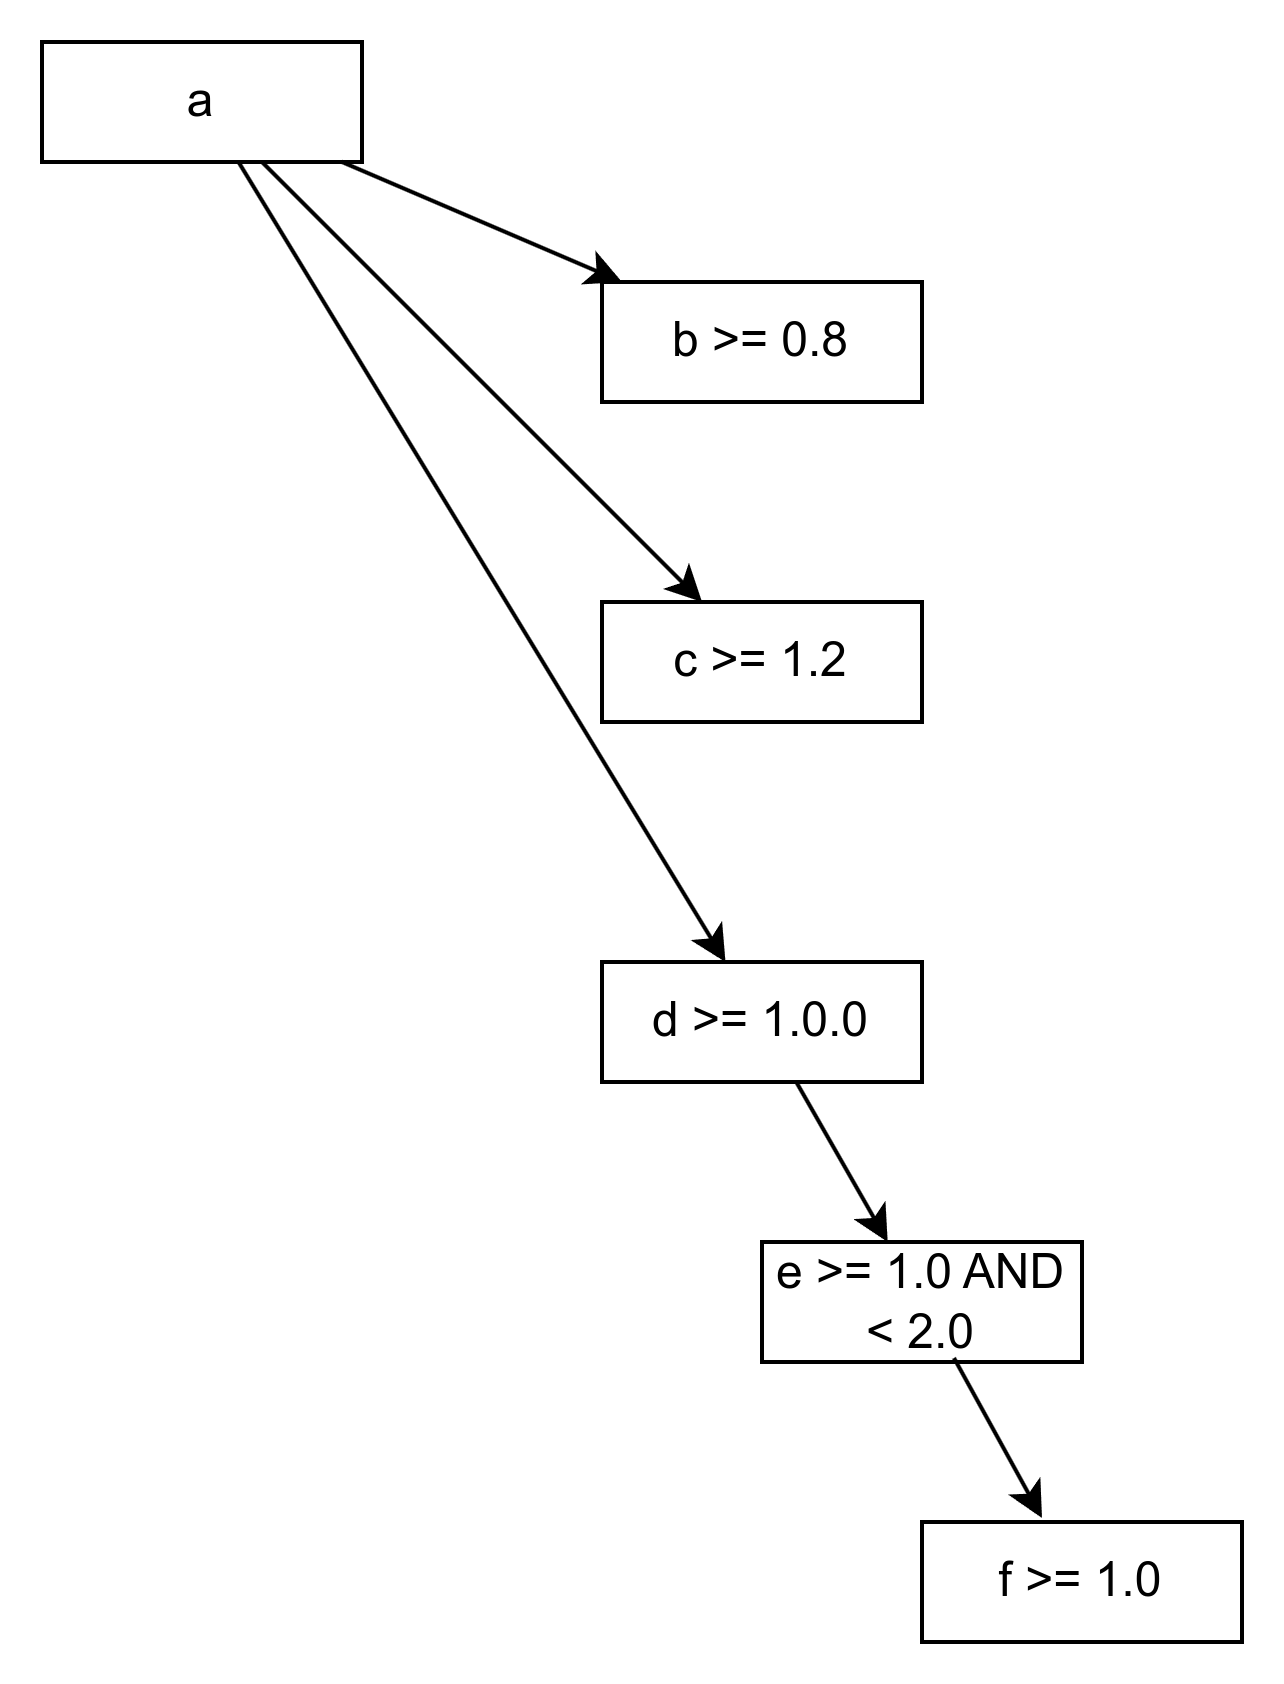 a
b >= 0.8
c >= 1.2
d >= 1.0.0
e >= 1.0 AND
< 2.0
f >= 1.0